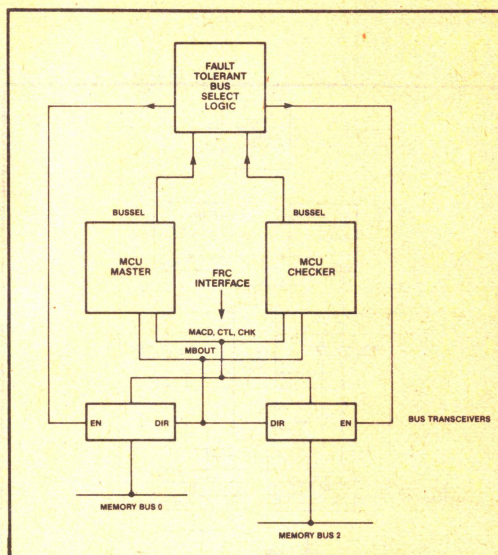 FAULT
TOLERANT
BUS
SELECT
LOGIC
BUSSEL
BUSSEL
MCU
MASTER
MCU
CHECKER
FRC
INTERFACE
MACD, CTL, CHK
MBOUT
EN
DIR
DIR
EN
BUS TRANSCEIVERS
MEMORY BUS 0
MEMORY BUS 2